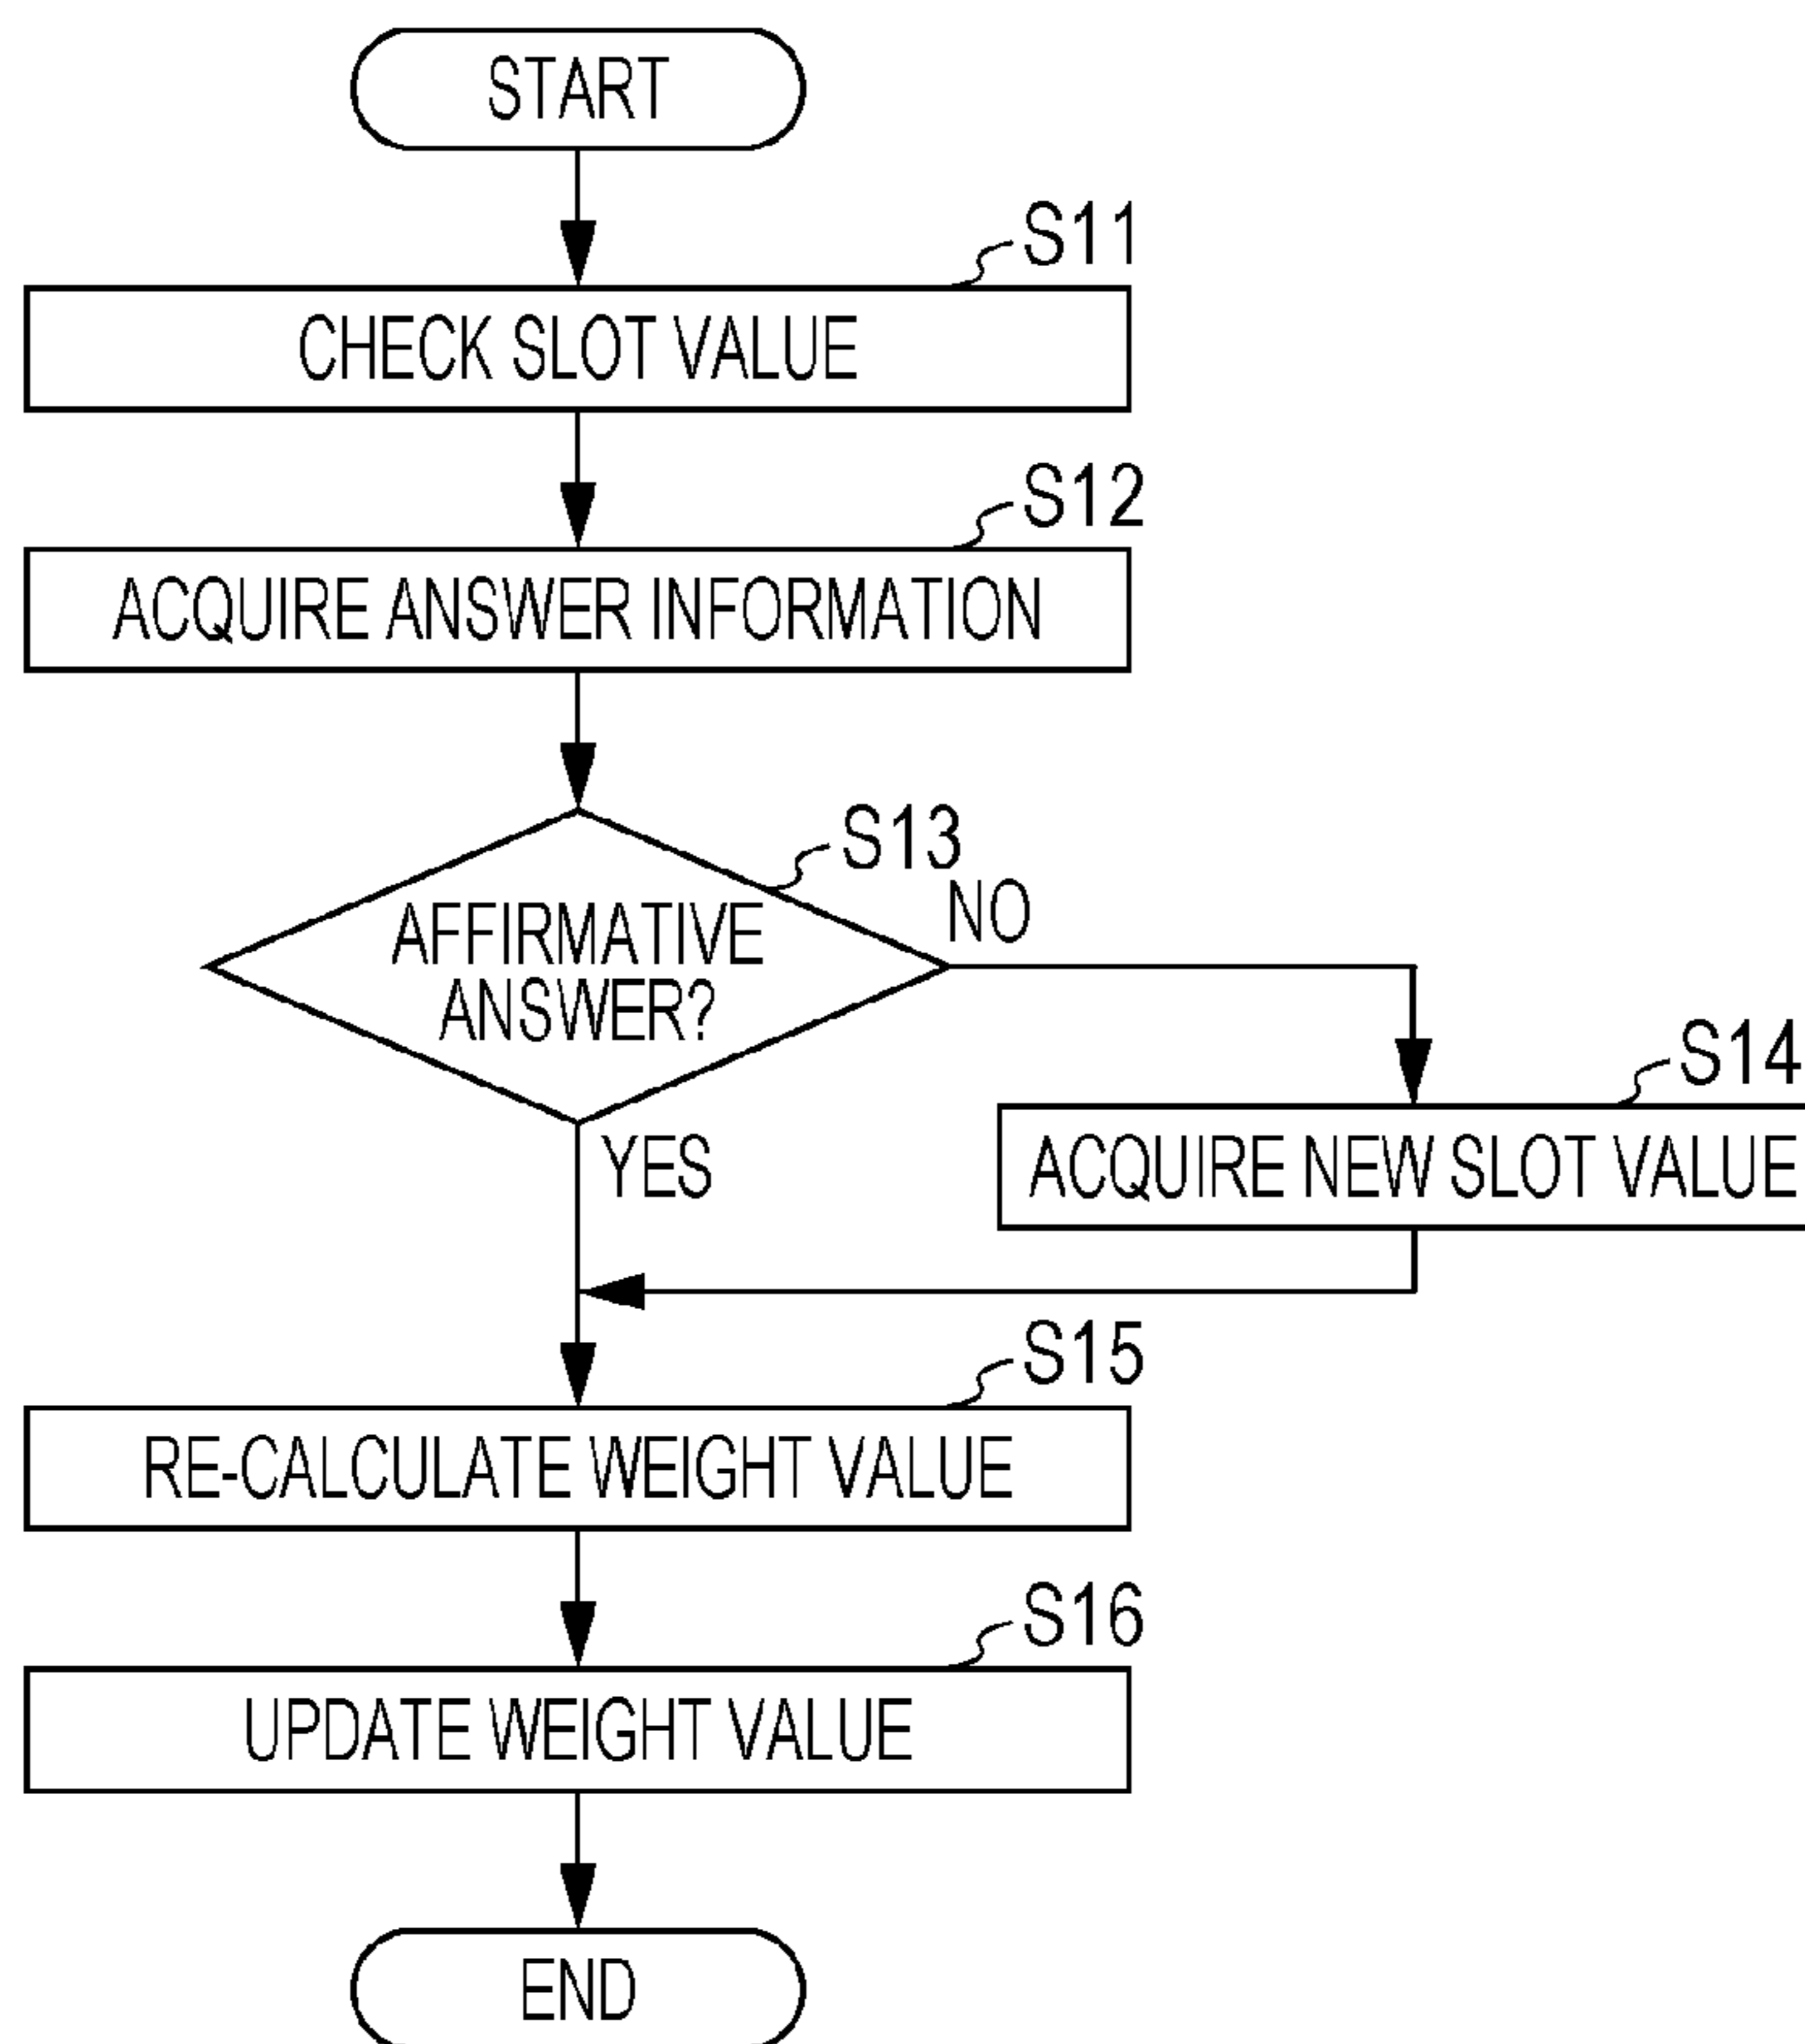 START
S11
CHECK SLOT VALUE
S12
ACQUIRE ANSWER INFORMATION
S13
AFFIRMATIVE
ANSWER?
NO
YES
S14
ACQUIRE NEW SLOT VALUE
S15
RE-CALCULATE WEIGHT VALUE
S16
UPDATE WEIGHT VALUE
END